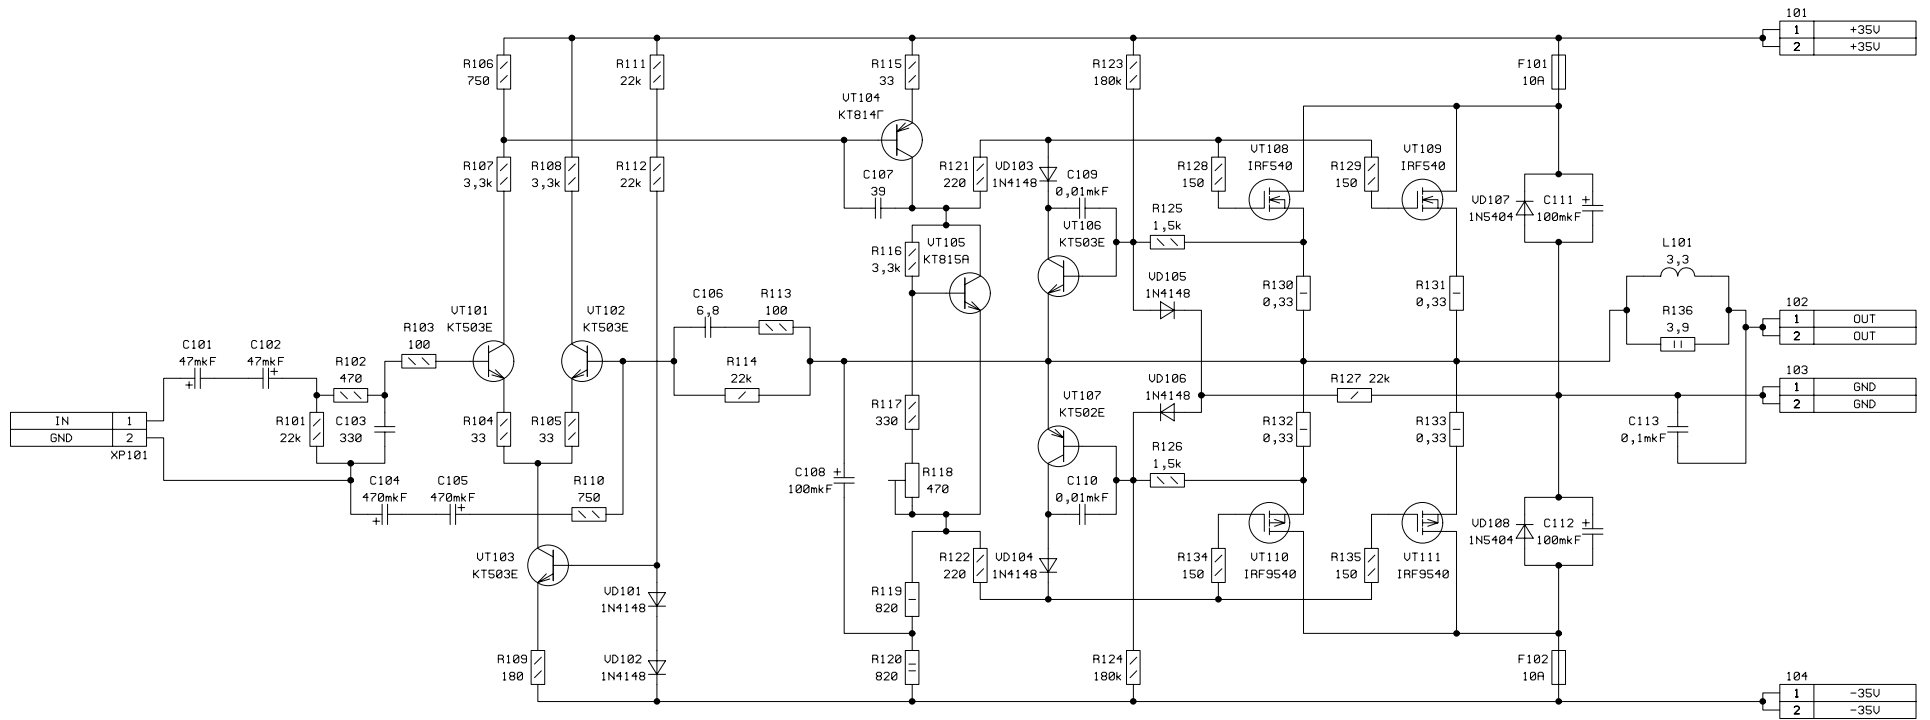 101
1 +35V
2 +35V
R106
750
R111
22k
R115
33
R123
180k
F101
10A
VT104
KT814Г
R107
3,3k
R108
3,3k
R112
22k
C107
39
R121
220
VD103
1N4148
C109
0,01mkF
R128
150
VT108
IRF540
R129
150
VT109
IRF540
VD107
1N5404
C111
100mkF
R125
1,5k
VT106
KT503E
R116
3,3k
VT105
KT815A
L101
3,3
VD105
1N4148
R130
0,33
R131
0,33
C106
6,8
R113
100
VT101
KT503E
VT102
KT503E
R103
100
R136
3,9
102
1 OUT
2 OUT
C101
47mkF
C102
47mkF
R102
470
R114
22k
VD106
1N4148
R127 22k
103
1 GND
2 GND
IN 1
GND 2
XP101
R101
22k
C103
330
R104
33
R105
33
R117
330
VT107
KT502E
R132
0,33
R133
0,33
C113
0,1mkF
C104
470mkF
C105
470mkF
R110
750
C108
100mkF
R118
470
R126
1,5k
C110
0,01mkF
VT103
KT503E
R122
220
VD104
1N4148
R134
150
VT110
IRF9540
R135
150
VT111
IRF9540
VD108
1N5404
C112
100mkF
VD101
1N4148
R119
820
R109
180
VD102
1N4148
R120
820
R124
180k
F102
10A
104
1 -35V
2 -35V